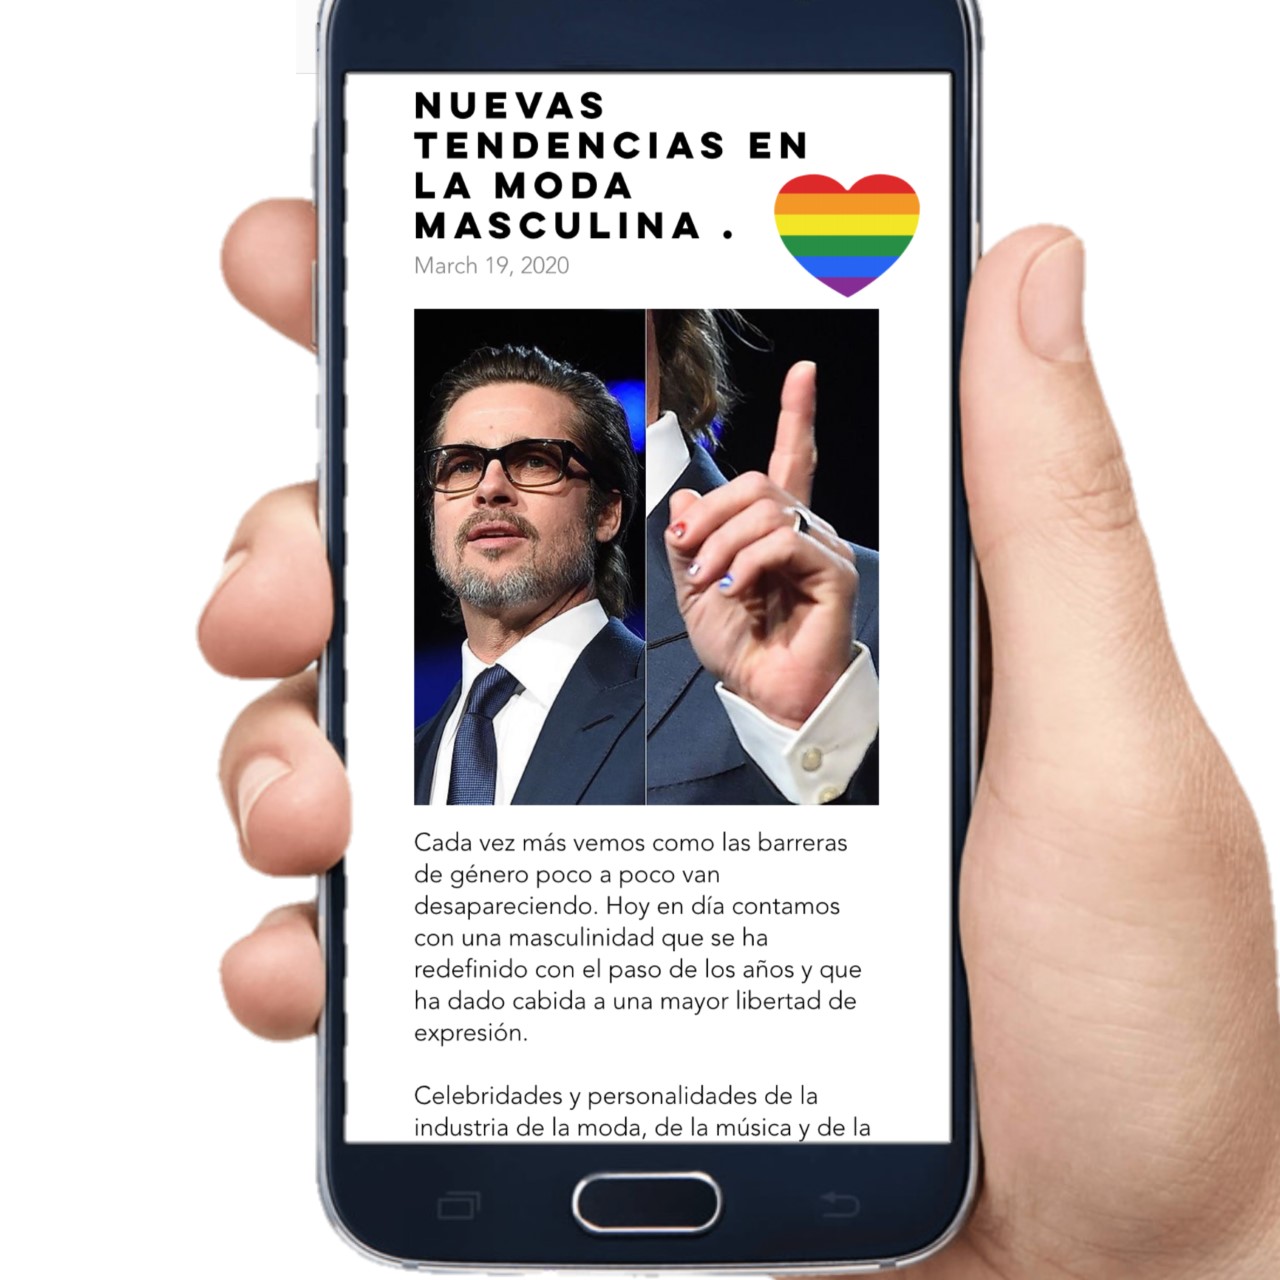 NUEVAS
TENDENCIAS EN
LA MODA
MASCULINA .
March 19, 2020
Cada vez más vemos como las barreras
de género poco a poco van
desapareciendo. Hoy en día contamos
con una masculinidad que se ha
redefinido con el paso de los años y que
ha dado cabida a una mayor libertad de
expresión.
Celebridades y personalidades de la
industria de la moda, de la música y de la